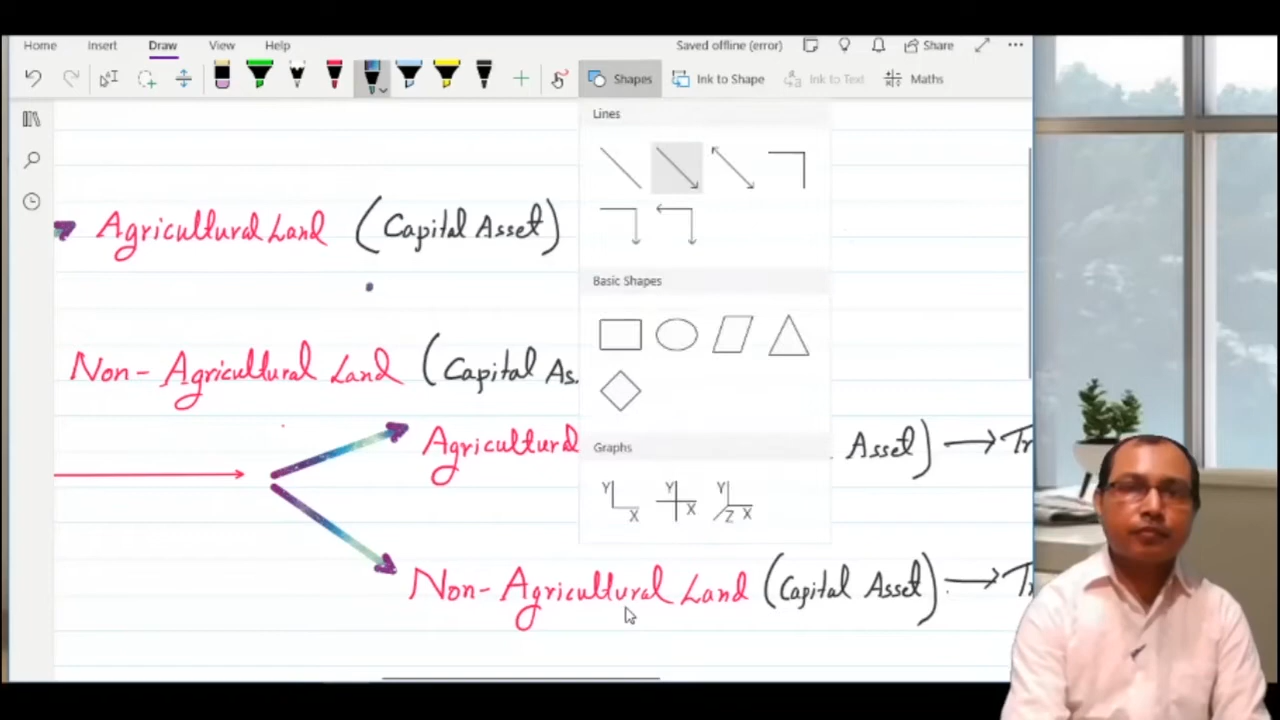 Home Insert Draw View Help Saved offline (error) Share
Shapes Ink to Shape Ink to Text Maths
Lines
Agricultural Land (Capital Asset)
Basic Shapes
Non-Agricultural Land (Capital As
Agricultural Asset) → Tr
Graphs
Y X Y X Y Z X
Non-Agricultural Land (Capital Asset) → Tr